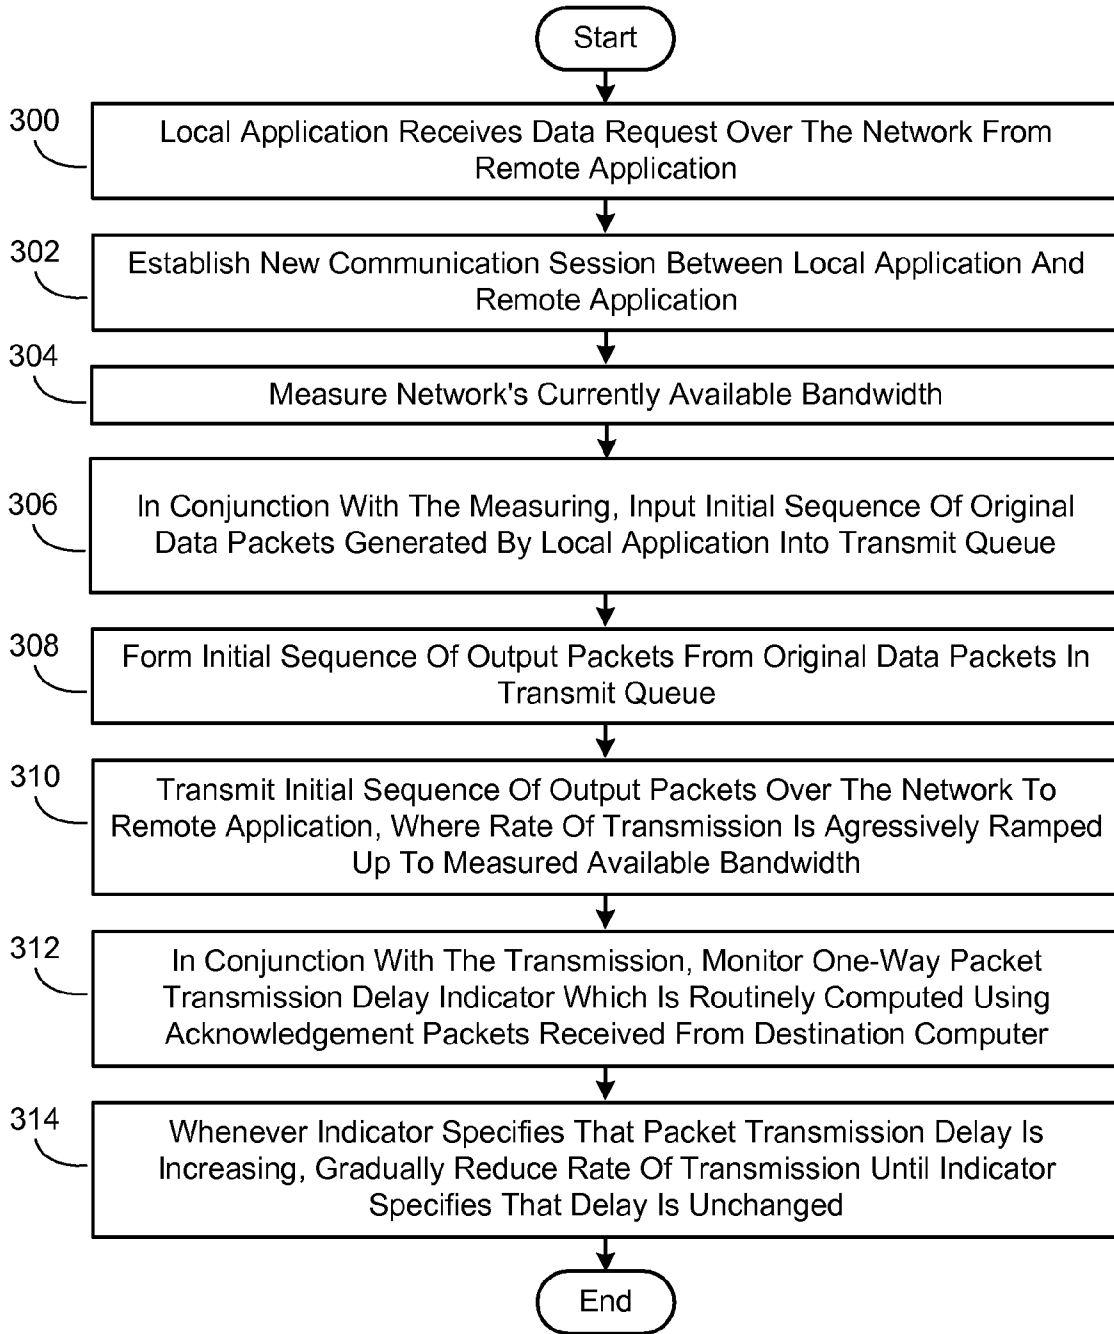 Start
300
Local Application Receives Data Request Over The Network From
Remote Application
302
Establish New Communication Session Between Local Application And
Remote Application
304
Measure Network's Currently Available Bandwidth
306
In Conjunction With The Measuring, Input Initial Sequence Of Original
Data Packets Generated By Local Application Into Transmit Queue
308
Form Initial Sequence Of Output Packets From Original Data Packets In
Transmit Queue
310
Transmit Initial Sequence Of Output Packets Over The Network To
Remote Application, Where Rate Of Transmission Is Agressively Ramped
Up To Measured Available Bandwidth
312
In Conjunction With The Transmission, Monitor One-Way Packet
Transmission Delay Indicator Which Is Routinely Computed Using
Acknowledgement Packets Received From Destination Computer
314
Whenever Indicator Specifies That Packet Transmission Delay Is
Increasing, Gradually Reduce Rate Of Transmission Until Indicator
Specifies That Delay Is Unchanged
End